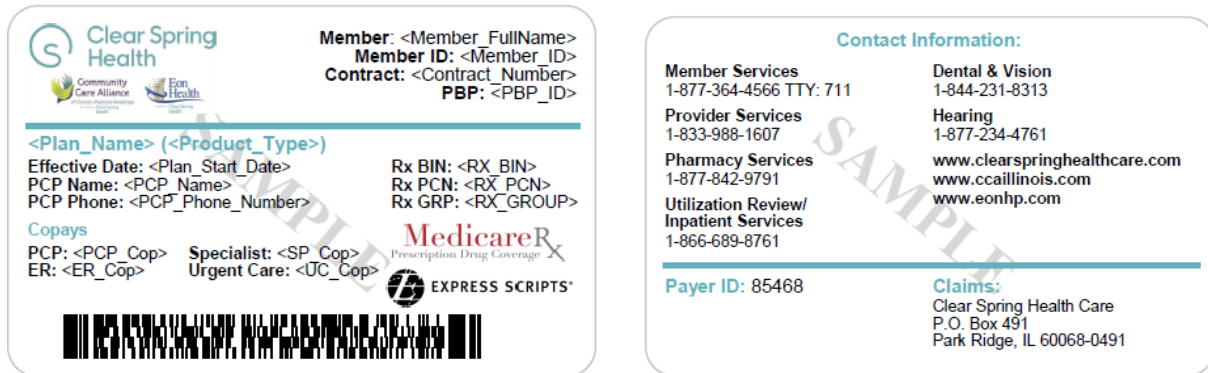 Clear Spring
Health
Community
Care Alliance
Eon
Health
Member: <Member_FullName>
Member ID: <Member_ID>
Contract: <Contract_Number>
PBP: <PBP_ID>
<Plan_Name> (<Product_Type>)
Effective Date: <Plan_Start_Date>
PCP Name: <PCP_Name>
PCP Phone: <PCP_Phone_Number>
Rx BIN: <RX_BIN>
Rx PCN: <RX_PCN>
Rx GRP: <RX_GROUP>
Copays
PCP: <PCP_Cop> Specialist: <SP_Cop>
ER: <ER_Cop> Urgent Care: <UC_Cop>
MedicareRx
Prescription Drug Coverage
EXPRESS SCRIPTS®
SAMPLE
Contact Information:
Member Services
1-877-364-4566 TTY: 711
Provider Services
1-833-988-1607
Pharmacy Services
1-877-842-9791
Utilization Review/
Inpatient Services
1-866-689-8761
Dental & Vision
1-844-231-8313
Hearing
1-877-234-4761
www.clearspringhealthcare.com
www.ccaillinois.com
www.eonhp.com
Payer ID: 85468
Claims:
Clear Spring Health Care
P.O. Box 491
Park Ridge, IL 60068-0491
SAMPLE